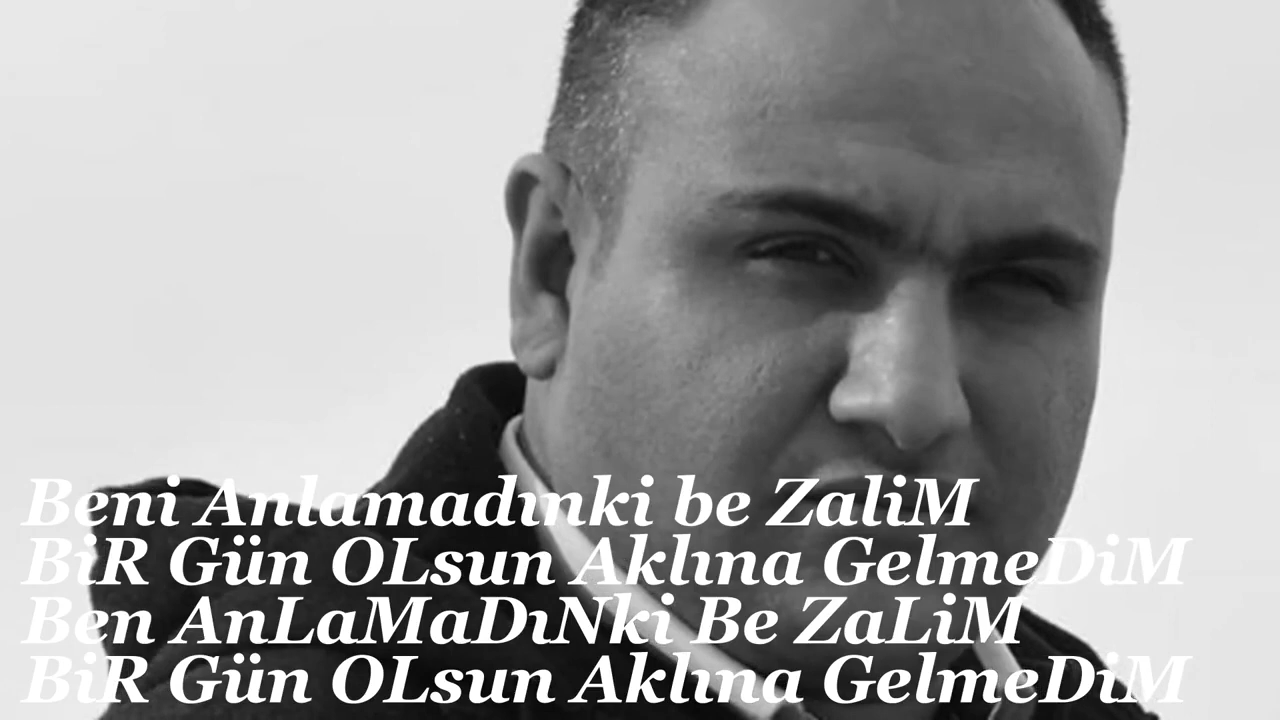 Beni Anlamadınki be ZaliM
BiR Gün OLsun Aklına GelmeDiM
Ben AnLaMaDıNki Be ZaLiM
BiR Gün OLsun Aklına GelmeDiM